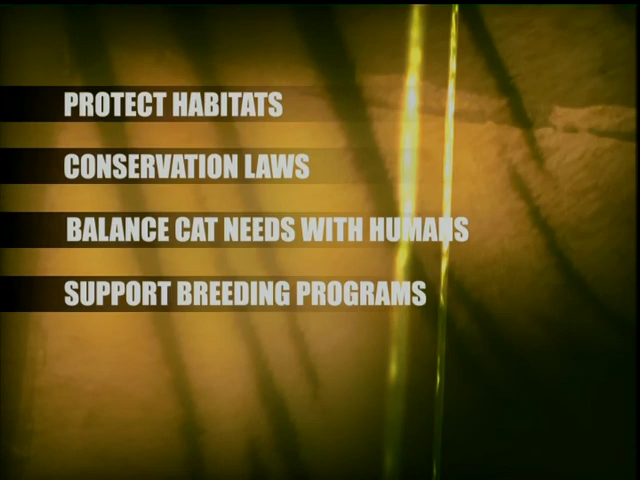 PROTECT HABITATS
CONSERVATION LAWS
BALANCE CAT NEEDS WITH HUMANS
SUPPORT BREEDING PROGRAMS